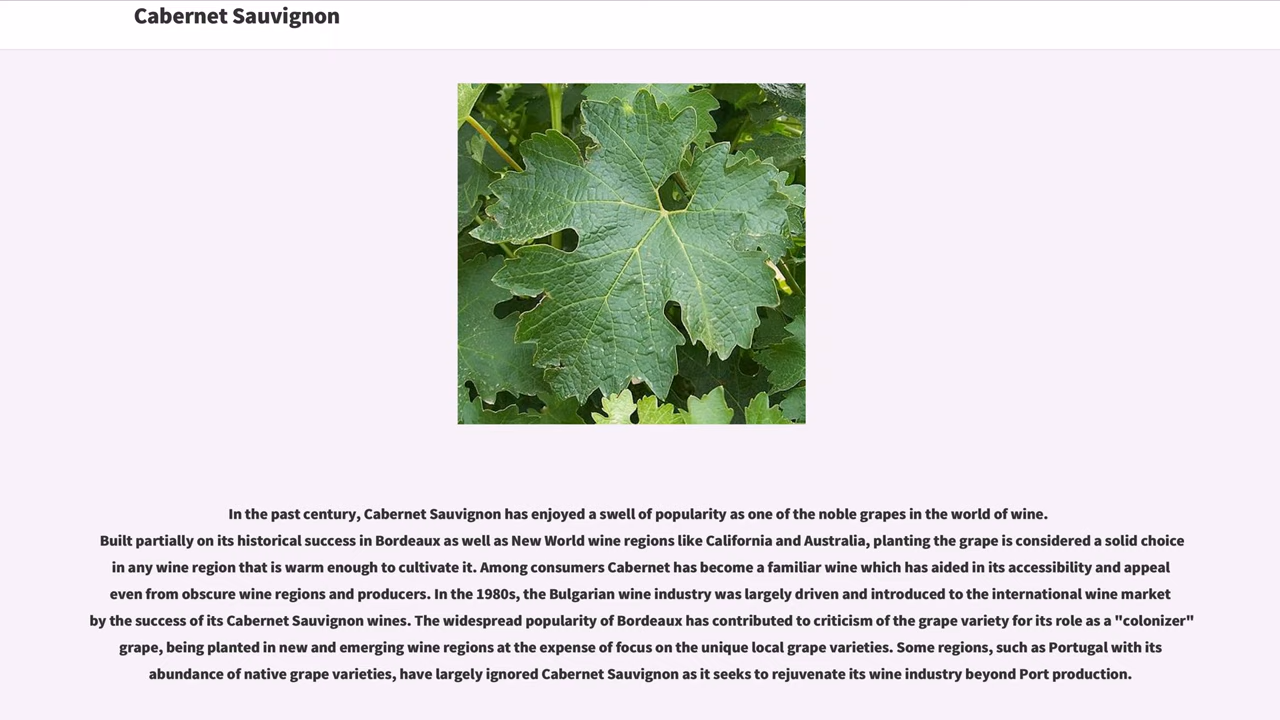 Cabernet Sauvignon
In the past century, Cabernet Sauvignon has enjoyed a swell of popularity as one of the noble grapes in the world of wine.
Built partially on its historical success in Bordeaux as well as New World wine regions like California and Australia, planting the grape is considered a solid choice
in any wine region that is warm enough to cultivate it. Among consumers Cabernet has become a familiar wine which has aided in its accessibility and appeal
even from obscure wine regions and producers. In the 1980s, the Bulgarian wine industry was largely driven and introduced to the international wine market
by the success of its Cabernet Sauvignon wines. The widespread popularity of Bordeaux has contributed to criticism of the grape variety for its role as a "colonizer"
grape, being planted in new and emerging wine regions at the expense of focus on the unique local grape varieties. Some regions, such as Portugal with its
abundance of native grape varieties, have largely ignored Cabernet Sauvignon as it seeks to rejuvenate its wine industry beyond Port production.